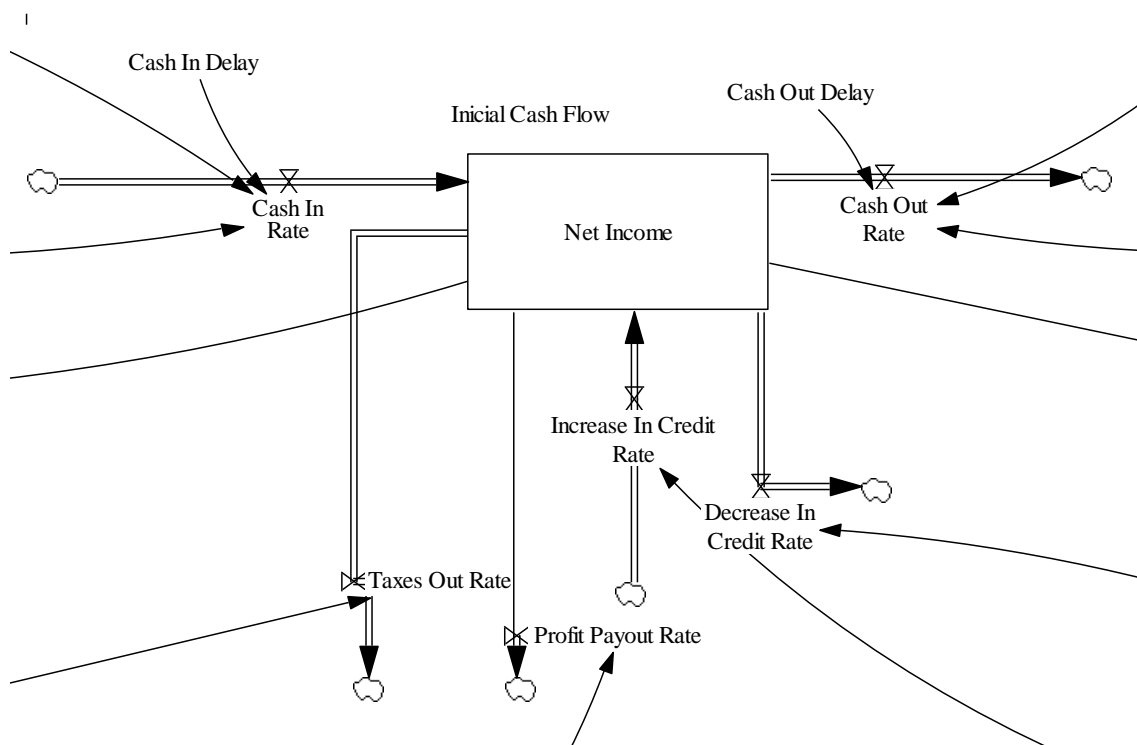 Cash In Delay
Inicial Cash Flow
Cash Out Delay
Cash In
Rate
Net Income
Cash Out
Rate
Increase In Credit
Rate
Decrease In
Credit Rate
Taxes Out Rate
Profit Payout Rate